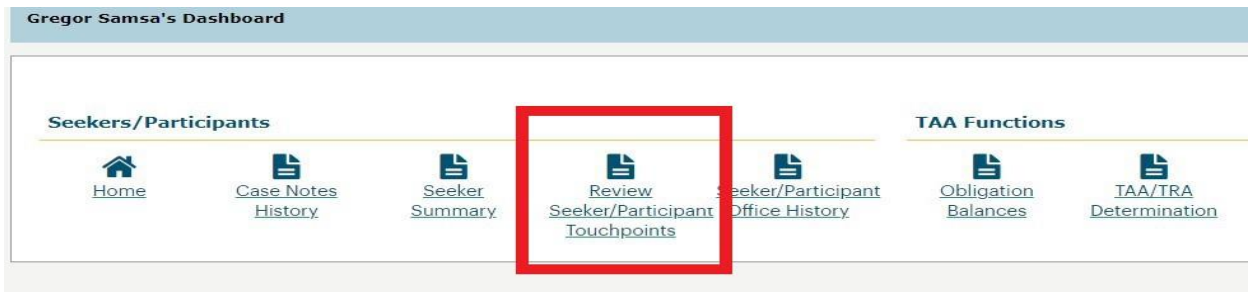 Gregor Samsa's Dashboard
Seekers/Participants
TAA Functions
Home
Case Notes
History
Seeker
Summary
Review
Seeker/Participant
Touchpoints
Seeker/Participant
Office History
Obligation
Balances
TAA/TRA
Determination